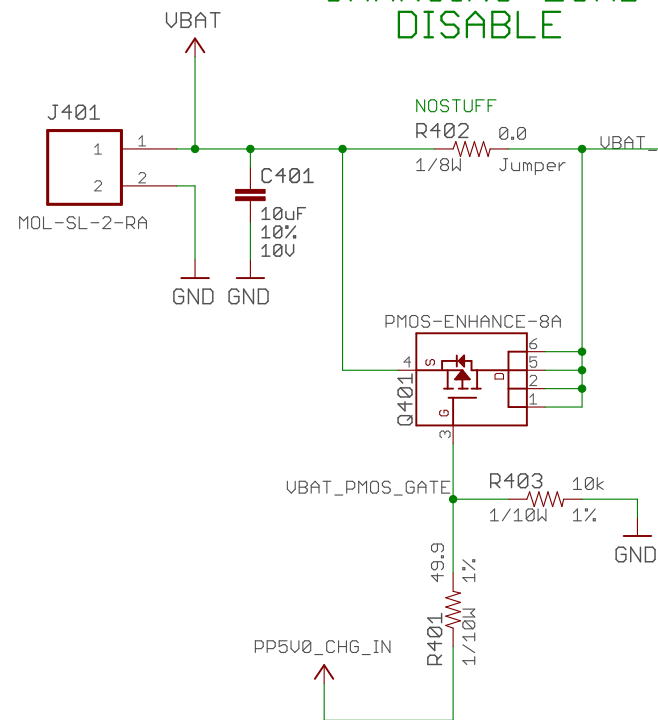 DISABLE
VBAT
J401
1
1
2
2
MOL-SL-2-RA
C401
10uF
10%
10V
GND
GND
NOSTUFF
R402
0.0
1/8W
Jumper
VBAT_
PMOS-ENHANCE-8A
Q401
4
S
D
G
6
5
2
1
3
VBAT_PMOS_GATE
R403
10k
1/10W
1%
GND
49.9
1%
R401
1/10W
PP5V0_CHG_IN